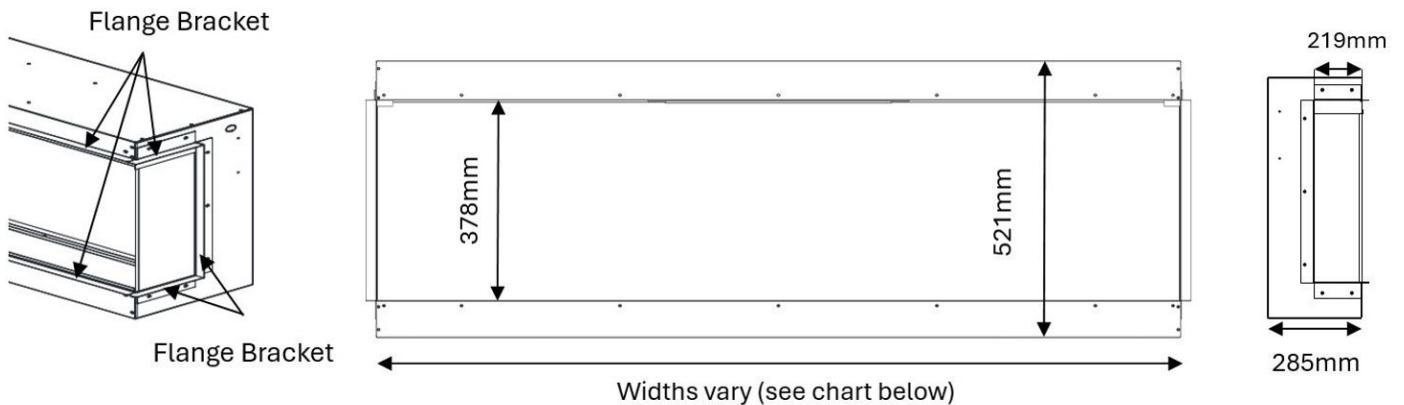 Flange Bracket
219mm
378mm
521mm
Flange Bracket
285mm
Widths vary (see chart below)